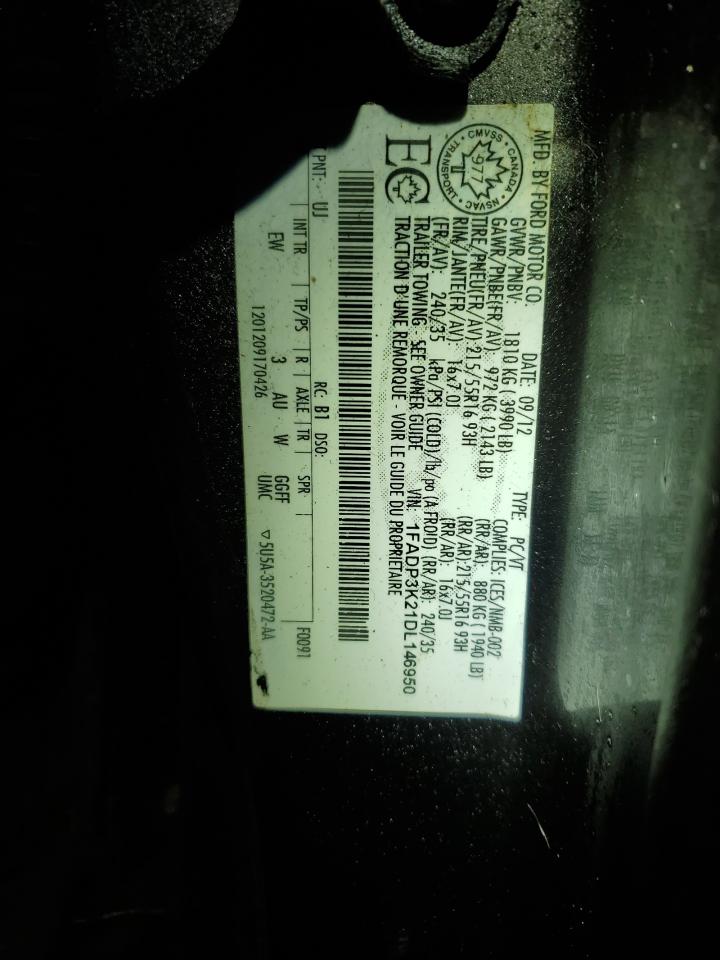 MFD. BY FORD MOTOR CO. DATE: 09/12 TYPE: PC/VT
GVWR/PNBV: 1810 KG ( 3990 LB) COMPLIES: ICES/NMB-002
GAWR/PNBE(FR/AV): 972 KG ( 2143 LB) (RR/AR): 880 KG ( 1940 LB)
TIRE/PNEU(FR/AV):215/55R16 93H (RR/AR):215/55R16 93H
RIM/JANTE(FR/AV): 16x7.0J (RR/AR): 16x7.0J
(FR/AV): 240/35 kPa/PSI (COLD)/lb/po (A FROID) (RR/AR): 240/35
TRAILER TOWING - SEE OWNER GUIDE VIN: 1FADP3K21DL146950
TRACTION D'UNE REMORQUE - VOIR LE GUIDE DU PROPRIETAIRE
CMVSS · CANADA · NSVAC · TRANSPORT ·
977
EC
PNT: UJ RC: B1 DSO: F0091
INT TR TP/PS R AXLE TR SPR
EW 3 AU W GGFF
UMC
1201209170426 ▽5U5A-3520472-AA